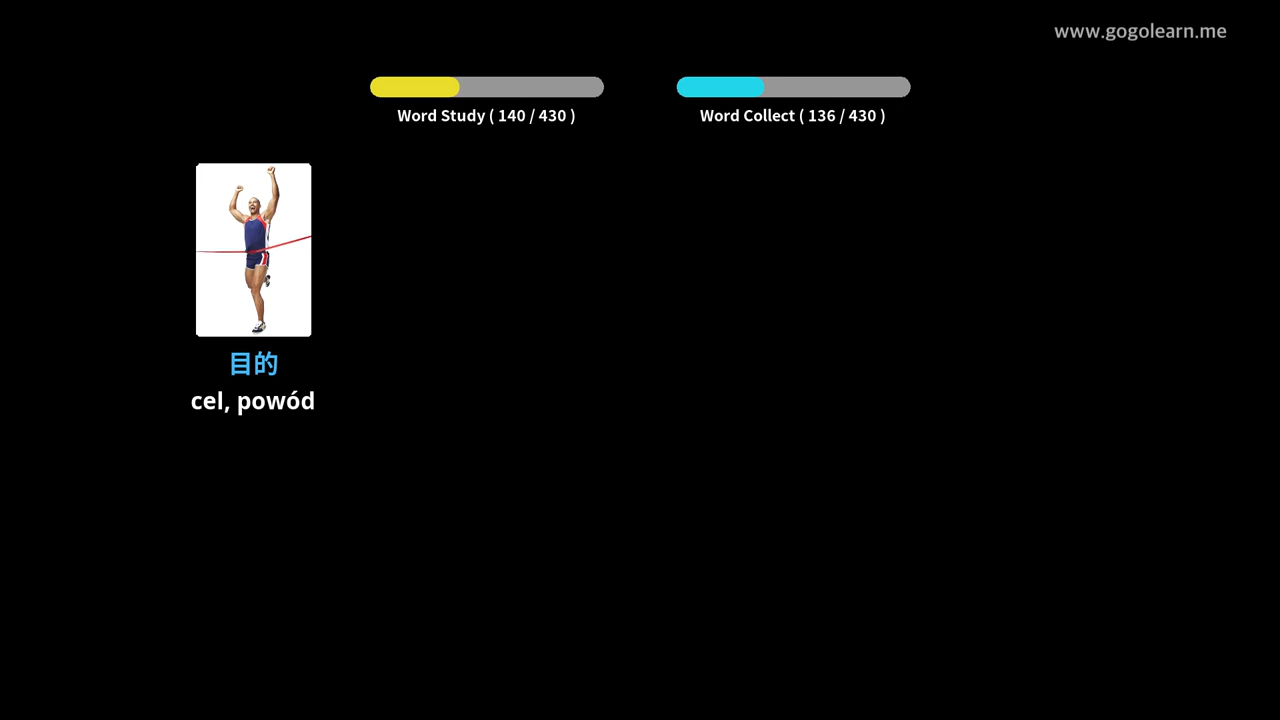 www.gogolearn.me
Word Study ( 140 / 430 )
Word Collect ( 136 / 430 )
目的
cel, powód